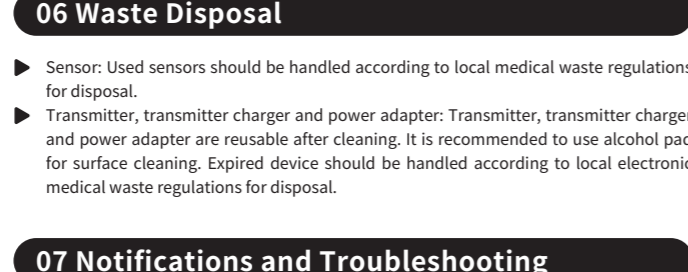 06 Waste Disposal
Sensor: Used sensors should be handled according to local medical waste regulations
for disposal.
Transmitter, transmitter charger and power adapter: Transmitter, transmitter charger
and power adapter are reusable after cleaning. It is recommended to use alcohol pad
for surface cleaning. Expired device should be handled according to local electronic
medical waste regulations for disposal.
07 Notifications and Troubleshooting